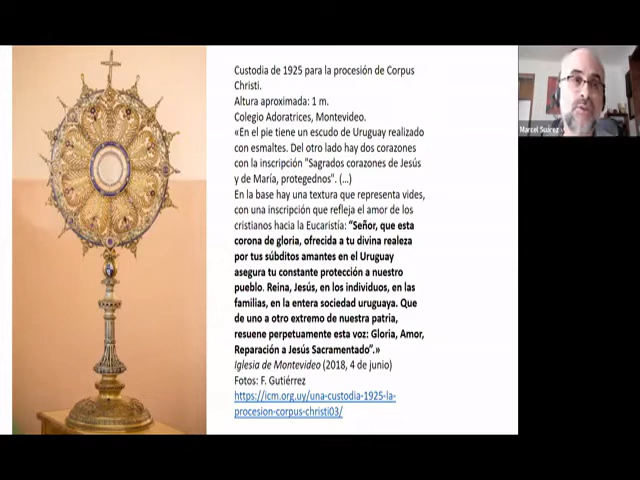 Custodia de 1925 para la procesión de Corpus
Christi.
Altura aproximada: 1 m.
Colegio Adoratrices, Montevideo.
«En el pie tiene un escudo de Uruguay realizado
con esmaltes. Del otro lado hay dos corazones
con la inscripción "Sagrados corazones de Jesús
y de María, protegednos". (...)
En la base hay una textura que representa vides,
con una inscripción que refleja el amor de los
cristianos hacia la Eucaristía: "Señor, que esta
corona de gloria, ofrecida a tu divina realeza
por tus súbditos amantes en el Uruguay
asegura tu constante protección a nuestro
pueblo. Reina, Jesús, en los individuos, en las
familias, en la entera sociedad uruguaya. Que
de uno a otro extremo de nuestra patria,
resuene perpetuamente esta voz: Gloria, Amor,
Reparación a Jesús Sacramentado".»
Iglesia de Montevideo (2018, 4 de junio)
Fotos: F. Gutiérrez
https://icm.org.uy/una-custodia-1925-la-
procesion-corpus-christi03/
Marcel Suárez